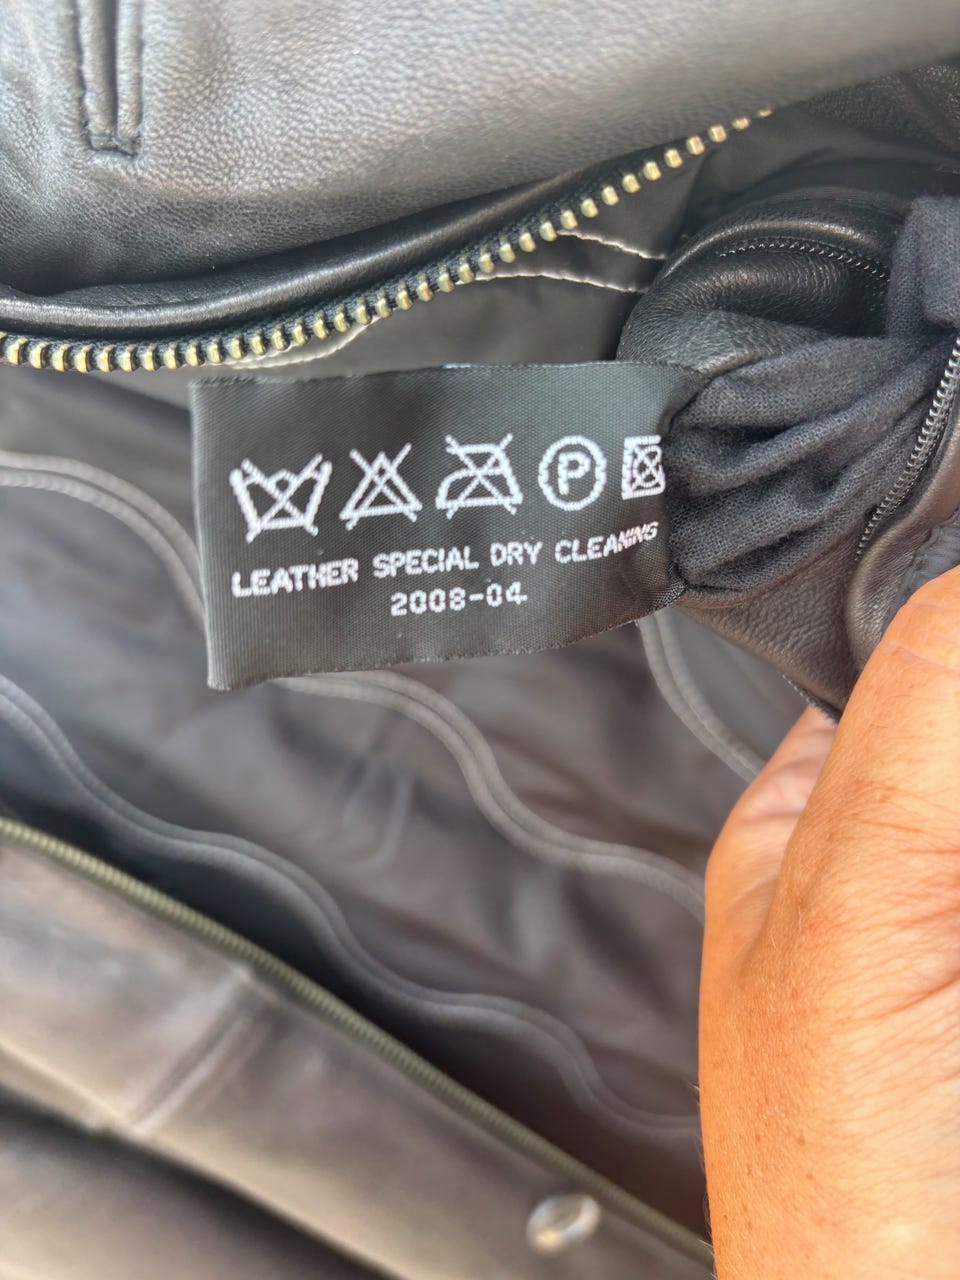 P
LEATHER SPECIAL DRY CLEANING
2008-04